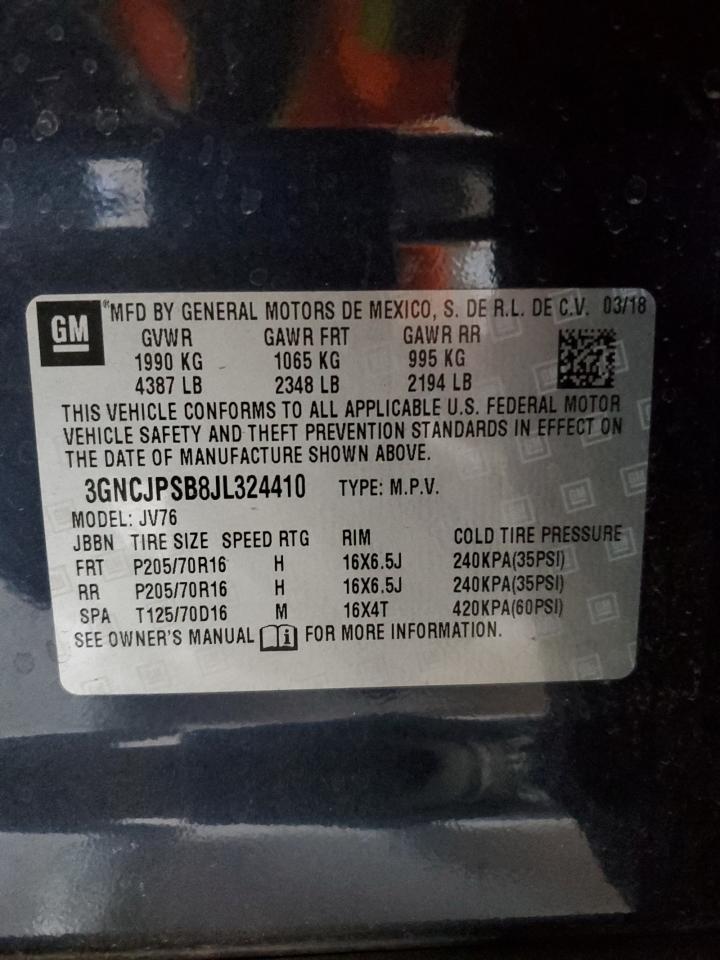 GM ® MFD BY GENERAL MOTORS DE MEXICO, S. DE R.L. DE C.V. 03/18
GVWR GAWR FRT GAWR RR
1990 KG 1065 KG 995 KG
4387 LB 2348 LB 2194 LB
THIS VEHICLE CONFORMS TO ALL APPLICABLE U.S. FEDERAL MOTOR
VEHICLE SAFETY AND THEFT PREVENTION STANDARDS IN EFFECT ON
THE DATE OF MANUFACTURE SHOWN ABOVE.
3GNCJPSB8JL324410 TYPE: M.P.V.
MODEL: JV76
JBBN TIRE SIZE SPEED RTG RIM COLD TIRE PRESSURE
FRT P205/70R16 H 16X6.5J 240KPA(35PSI)
RR P205/70R16 H 16X6.5J 240KPA(35PSI)
SPA T125/70D16 M 16X4T 420KPA(60PSI)
SEE OWNER'S MANUAL i FOR MORE INFORMATION.